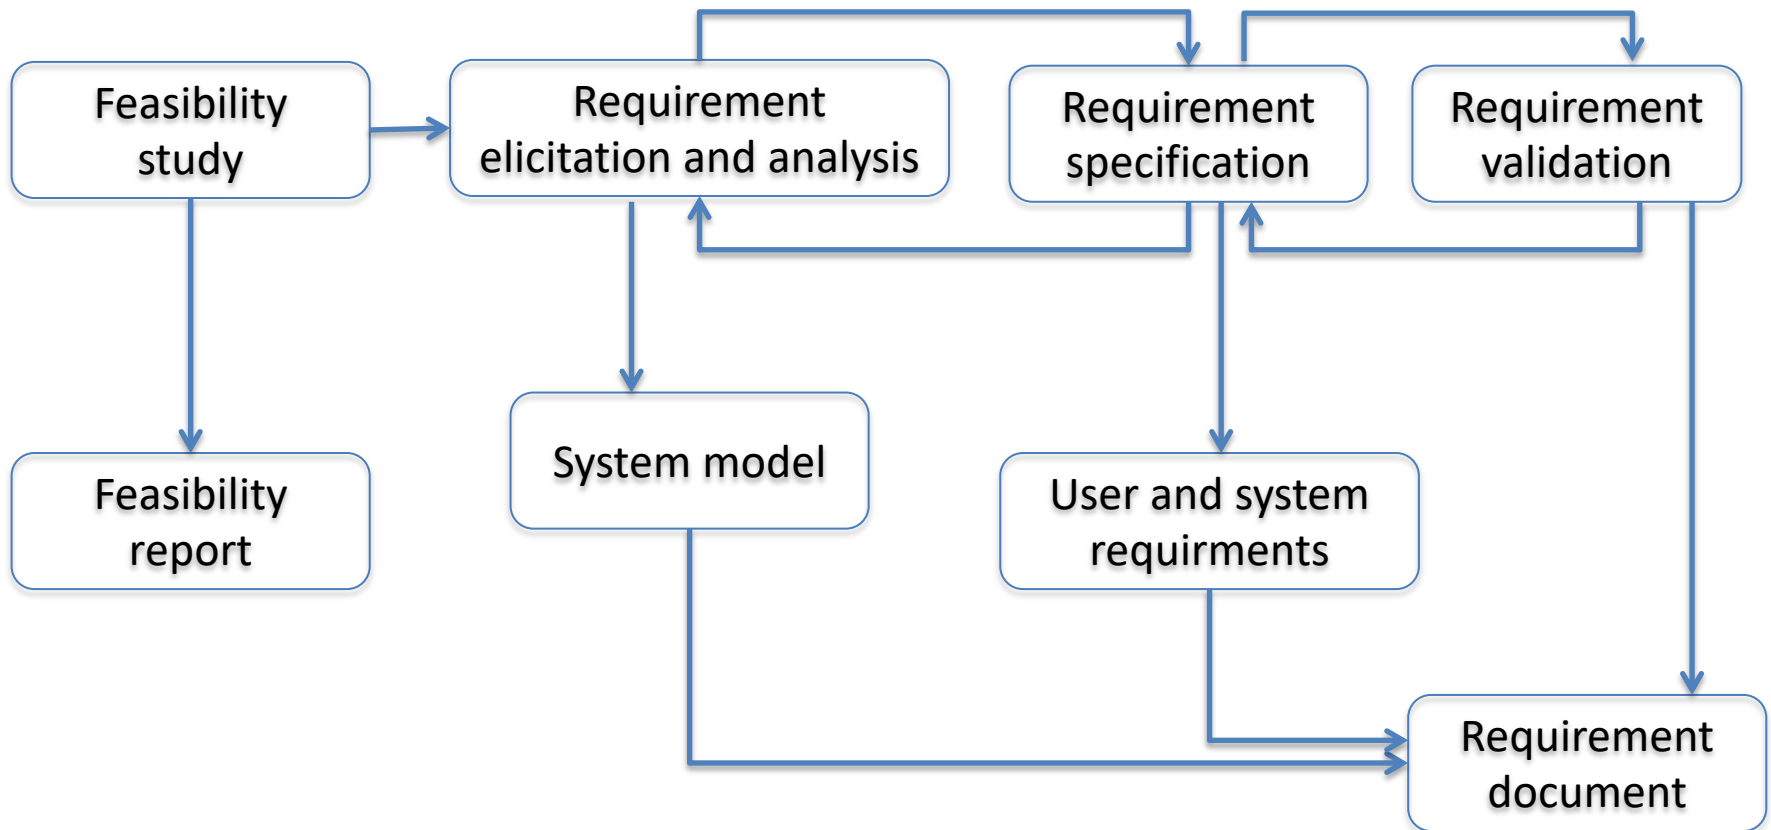 Feasibility
study
Requirement
elicitation and analysis
Requirement
specification
Requirement
validation
Feasibility
report
System model
User and system
requirments
Requirement
document